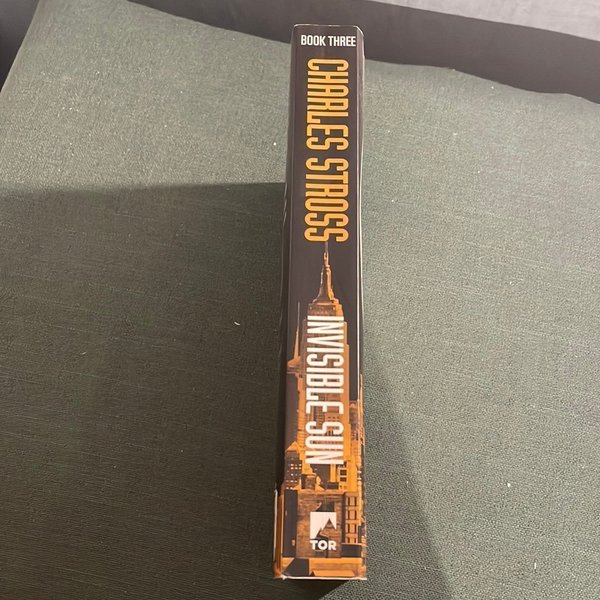 BOOK THREE
CHARLES STROSS
INVISIBLE SUN
TOR